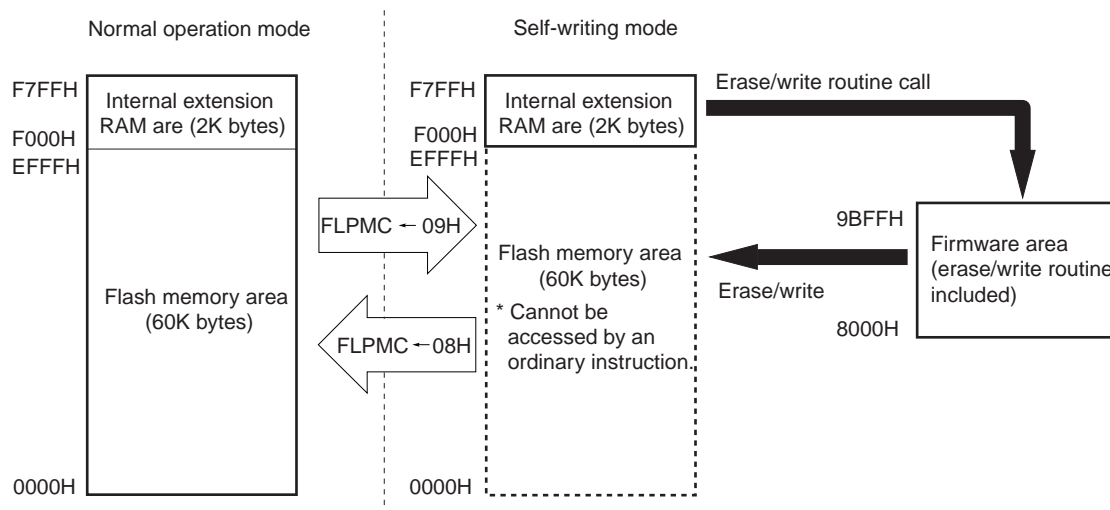 Normal operation mode
Self-writing mode
F7FFH
Internal extension
RAM are (2K bytes)
F000H
EFFFH
Flash memory area
(60K bytes)
0000H
FLPMC ← 09H
FLPMC ← 08H
F7FFH
Internal extension
RAM are (2K bytes)
F000H
EFFFH
Flash memory area
(60K bytes)
* Cannot be
accessed by an
ordinary instruction.
0000H
Erase/write routine call
Erase/write
9BFFH
Firmware area
(erase/write routine
included)
8000H